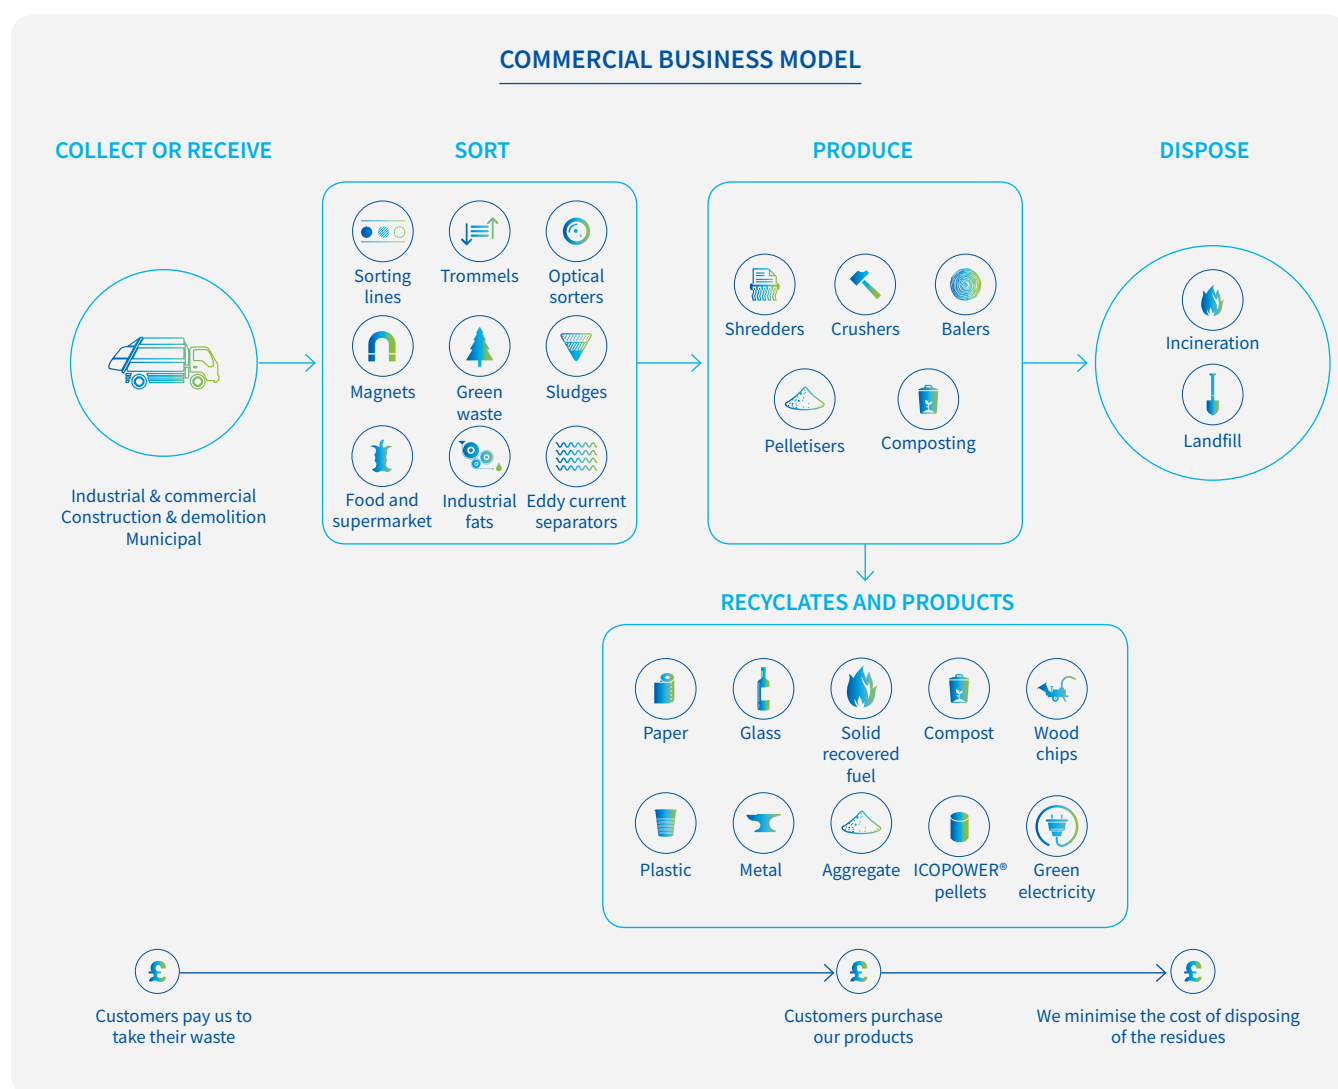 COMMERCIAL BUSINESS MODEL
COLLECT OR RECEIVE
Industrial & commercial
Construction & demolition
Municipal
SORT
Sorting
lines
Trommels
Optical
sorters
Magnets
Green
waste
Sludges
Food and
supermarket
Industrial
fats
Eddy current
separators
PRODUCE
Shredders
Crushers
Balers
Pelletisers
Composting
DISPOSE
Incineration
Landfill
RECYCLATES AND PRODUCTS
Paper
Glass
Solid
recovered
fuel
Compost
Wood
chips
Plastic
Metal
Aggregate
ICOPOWER®
pellets
Green
electricity
£
Customers pay us to
take their waste
£
Customers purchase
our products
£
We minimise the cost of disposing
of the residues